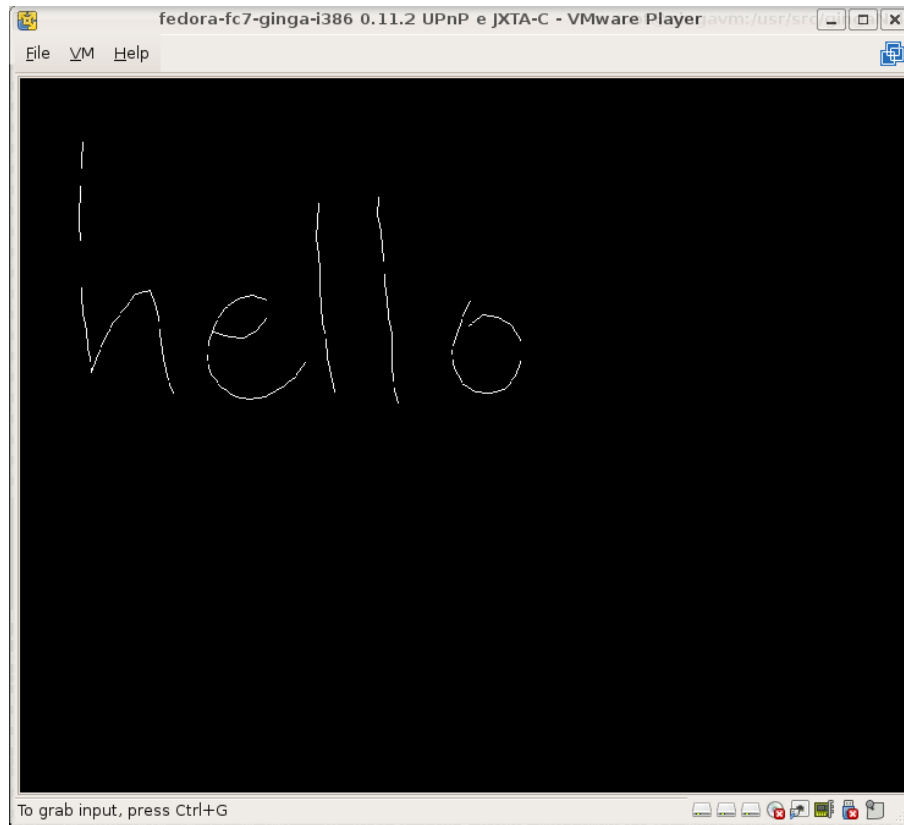 fedora-fc7-ginga-i386 0.11.2 UPnP e JXTA-C - VMware Player
File VM Help
hello
To grab input, press Ctrl+G